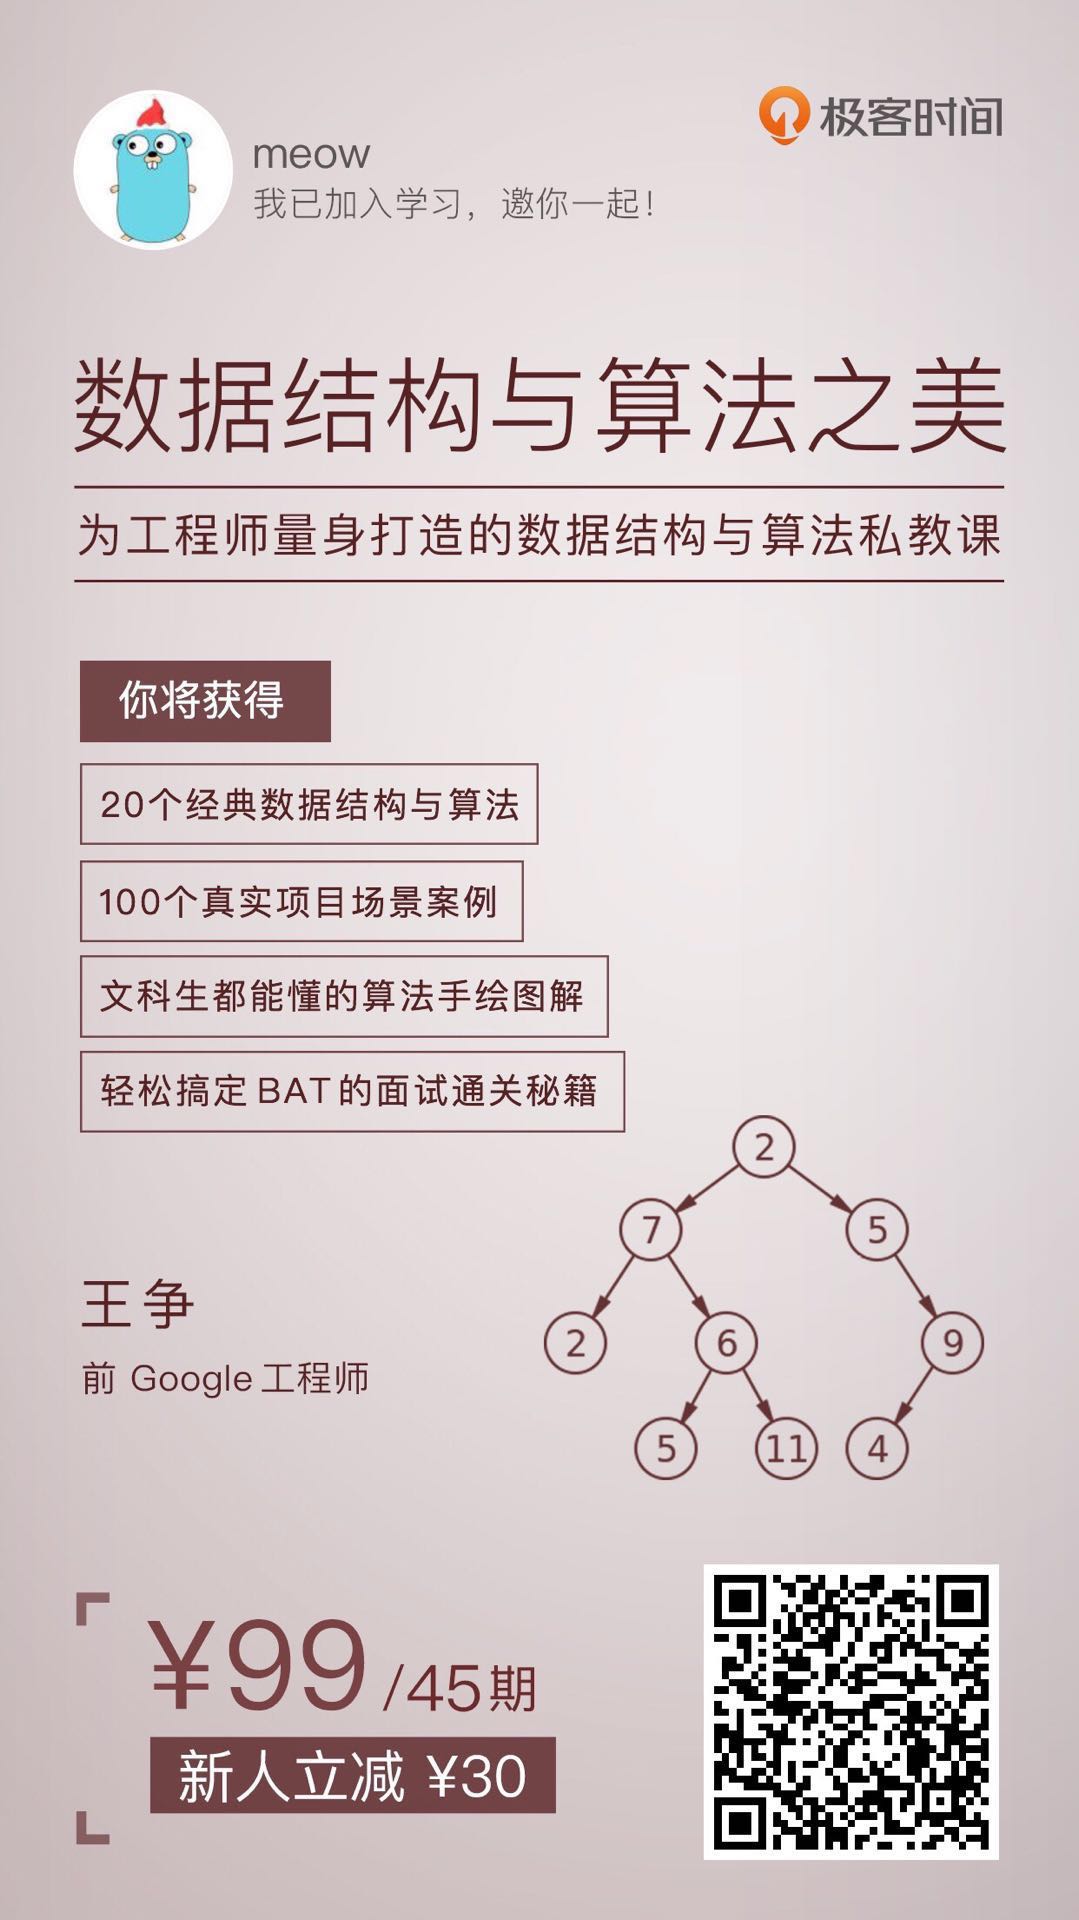 meow
我已加入学习，邀你一起！
极客时间
数据结构与算法之美
为工程师量身打造的数据结构与算法私教课
你将获得
20个经典数据结构与算法
100个真实项目场景案例
文科生都能懂的算法手绘图解
轻松搞定BAT的面试通关秘籍
2
7
5
2
6
9
5
11
4
王争
前 Google 工程师
¥99 /45期
新人立减 ¥30